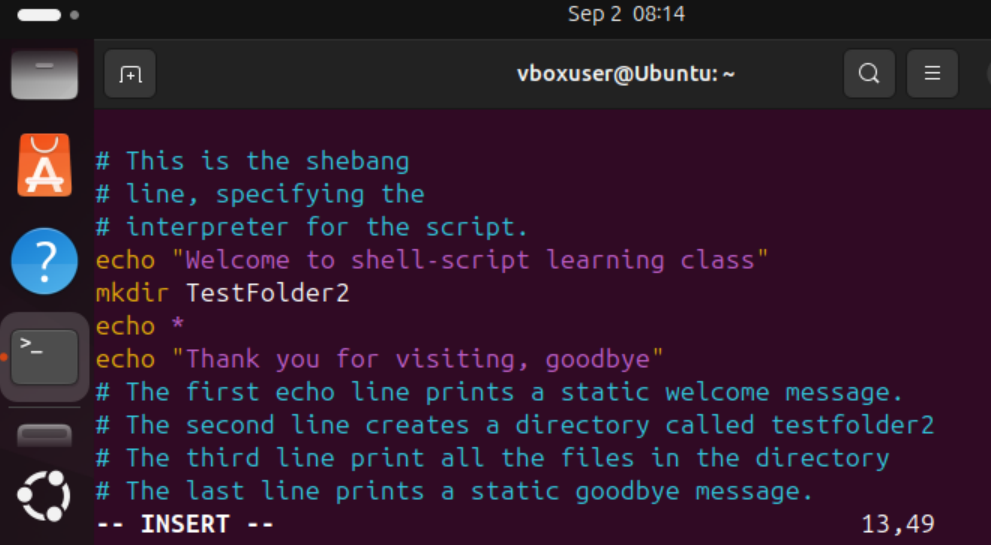 Sep 2 08:14
vboxuser@Ubuntu: ~
# This is the shebang
# line, specifying the
# interpreter for the script.
echo "Welcome to shell-script learning class"
mkdir TestFolder2
echo *
echo "Thank you for visiting, goodbye"
# The first echo line prints a static welcome message.
# The second line creates a directory called testfolder2
# The third line print all the files in the directory
# The last line prints a static goodbye message.
-- INSERT -- 13,49